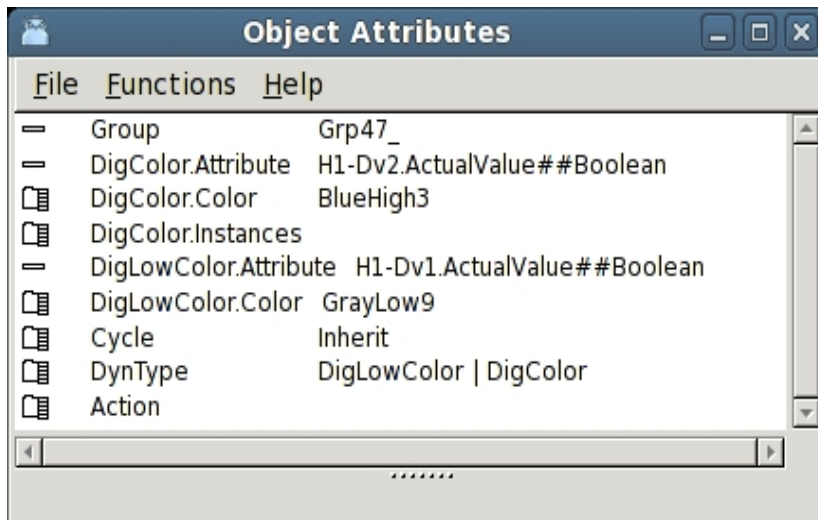 Object Attributes
File Functions Help
Group Grp47_
DigColor.Attribute H1-Dv2.ActualValue##Boolean
DigColor.Color BlueHigh3
DigColor.Instances
DigLowColor.Attribute H1-Dv1.ActualValue##Boolean
DigLowColor.Color GrayLow9
Cycle Inherit
DynType DigLowColor | DigColor
Action